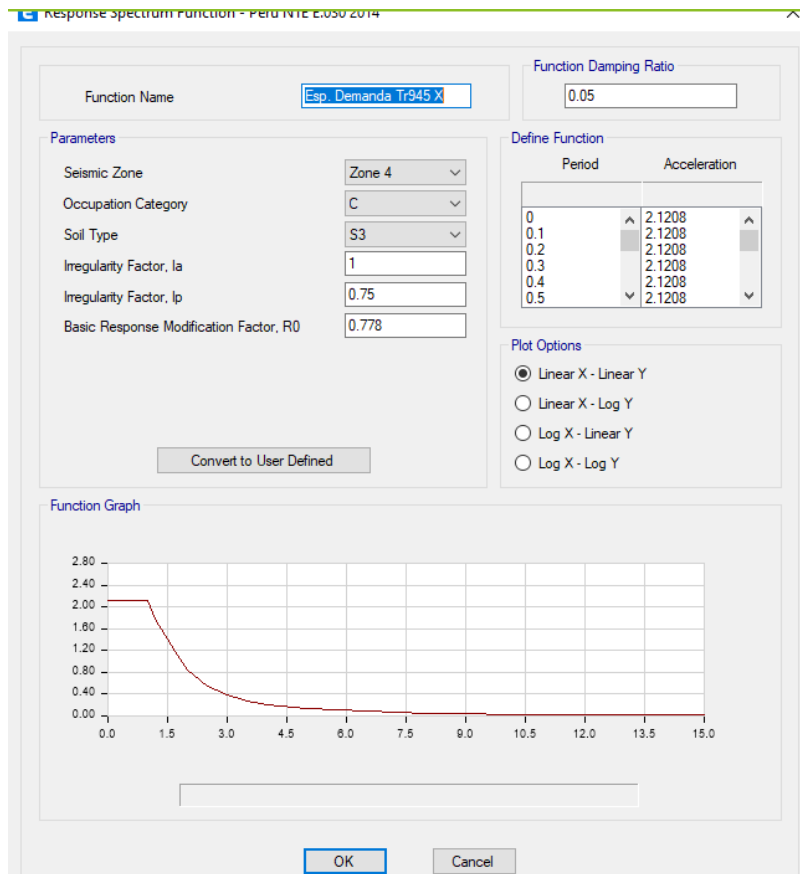 Response Spectrum Function - Peru NTE E.030 2014
Function Name
Esp. Demanda Tr945 X
Function Damping Ratio
0.05
Parameters
Seismic Zone
Zone 4
Occupation Category
C
Soil Type
S3
Irregularity Factor, Ia
1
Irregularity Factor, Ip
0.75
Basic Response Modification Factor, R0
0.778
Convert to User Defined
Define Function
Period Acceleration
0 2.1208
0.1 2.1208
0.2 2.1208
0.3 2.1208
0.4 2.1208
0.5 2.1208
Plot Options
Linear X - Linear Y
Linear X - Log Y
Log X - Linear Y
Log X - Log Y
Function Graph
2.80
2.40
2.00
1.60
1.20
0.80
0.40
0.00
0.0 1.5 3.0 4.5 6.0 7.5 9.0 10.5 12.0 13.5 15.0
OK Cancel